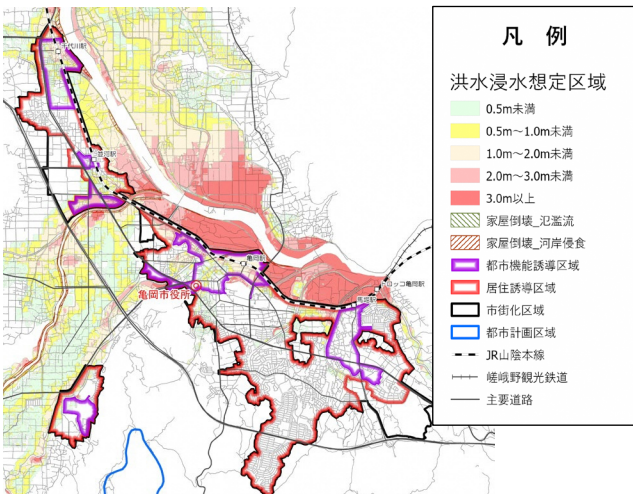 凡 例
洪水浸水想定区域
0.5m未満
0.5m～1.0m未満
1.0m～2.0m未満
2.0m～3.0m未満
3.0m以上
家屋倒壊_氾濫流
家屋倒壊_河岸侵食
都市機能誘導区域
居住誘導区域
市街化区域
都市計画区域
JR山陰本線
嵯峨野観光鉄道
主要道路
千代川駅
並河駅
亀岡駅
亀岡市役所
トロッコ亀岡駅
馬堀駅